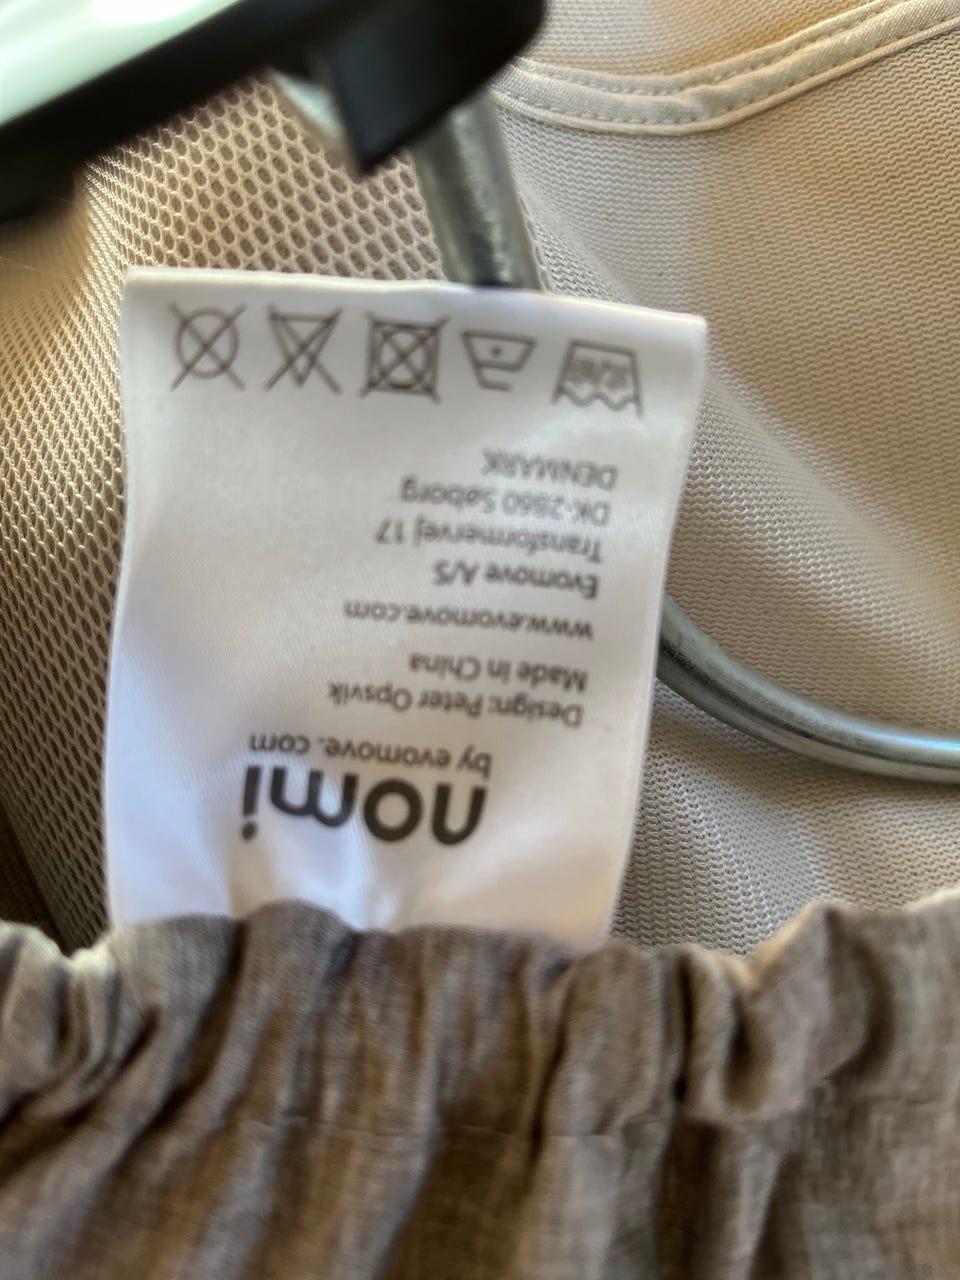 nomi
by evomove.com
Design: Peter Opsvik
Made in China
www.evomove.com
Evomove A/S
Transformervej 17
DK-2860 Søborg
DENMARK